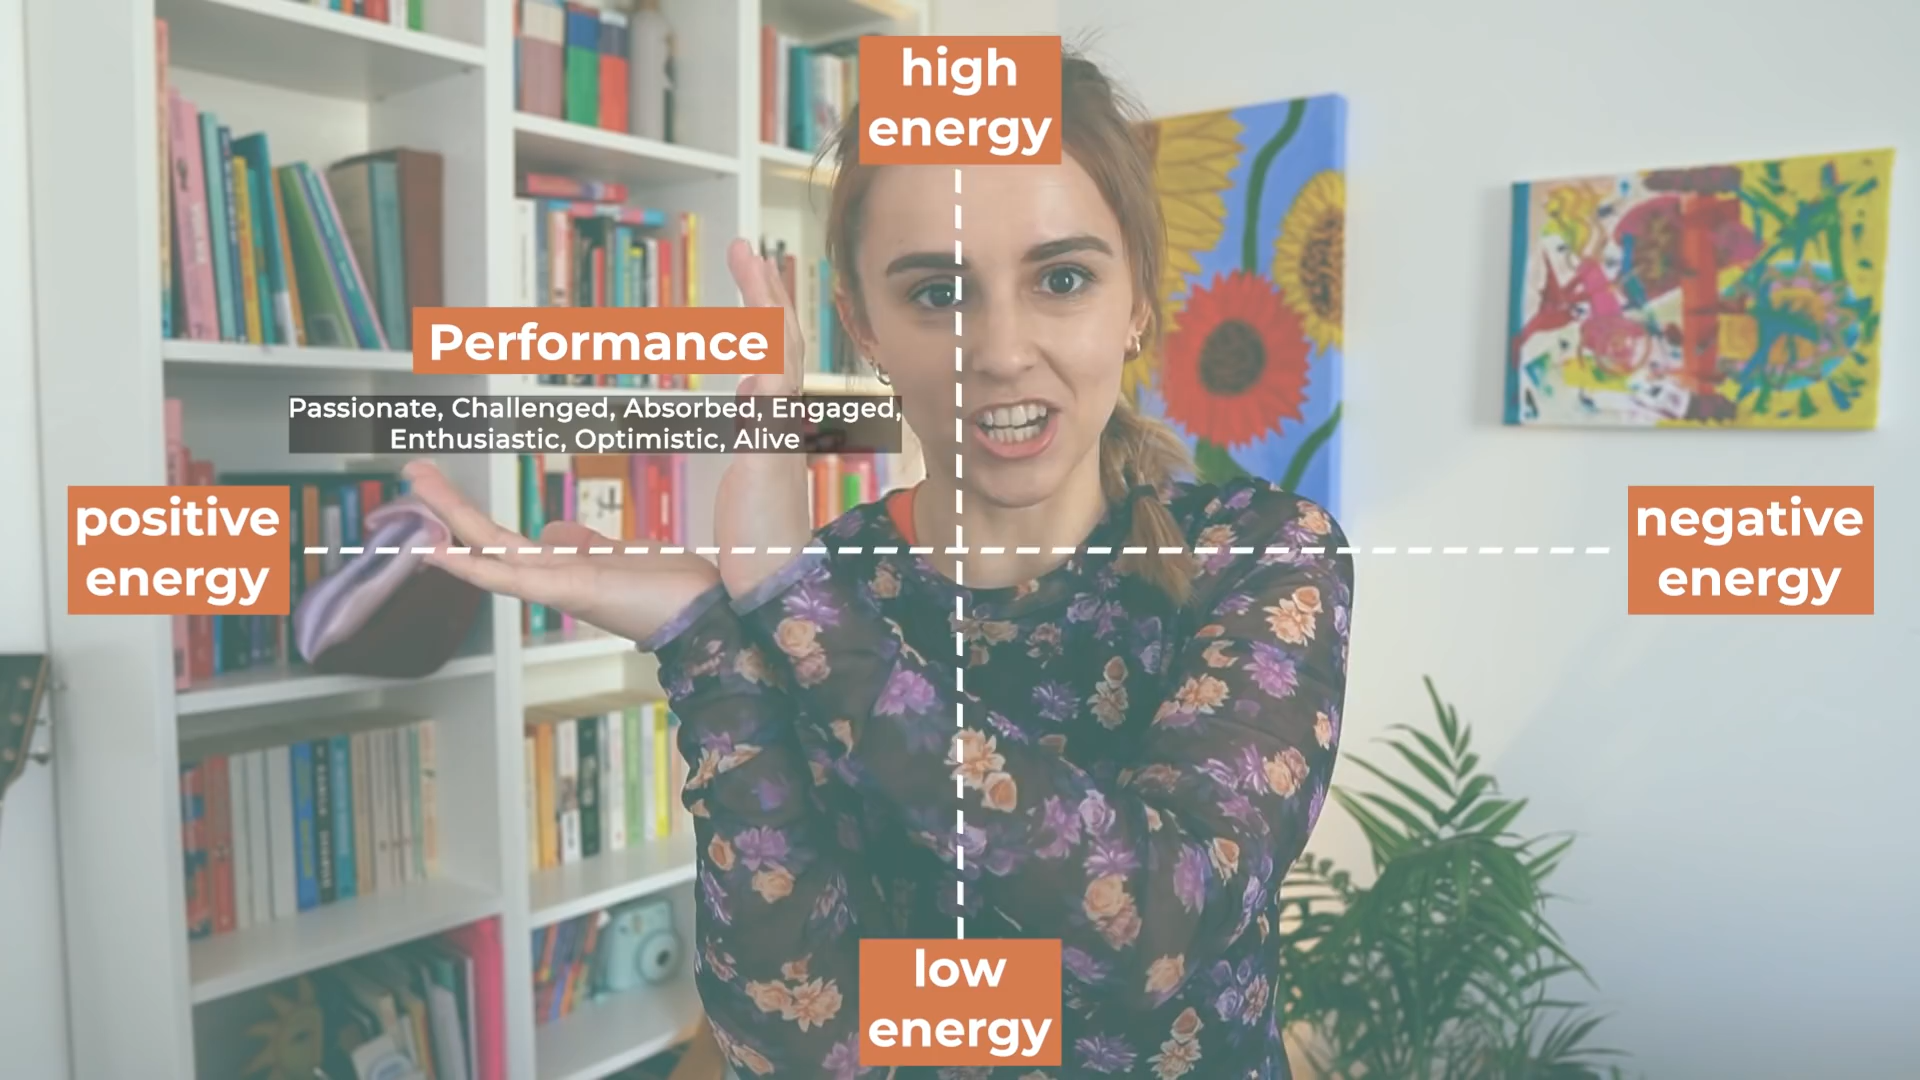 high
energy
Performance
Passionate, Challenged, Absorbed, Engaged,
Enthusiastic, Optimistic, Alive
positive
energy
negative
energy
low
energy